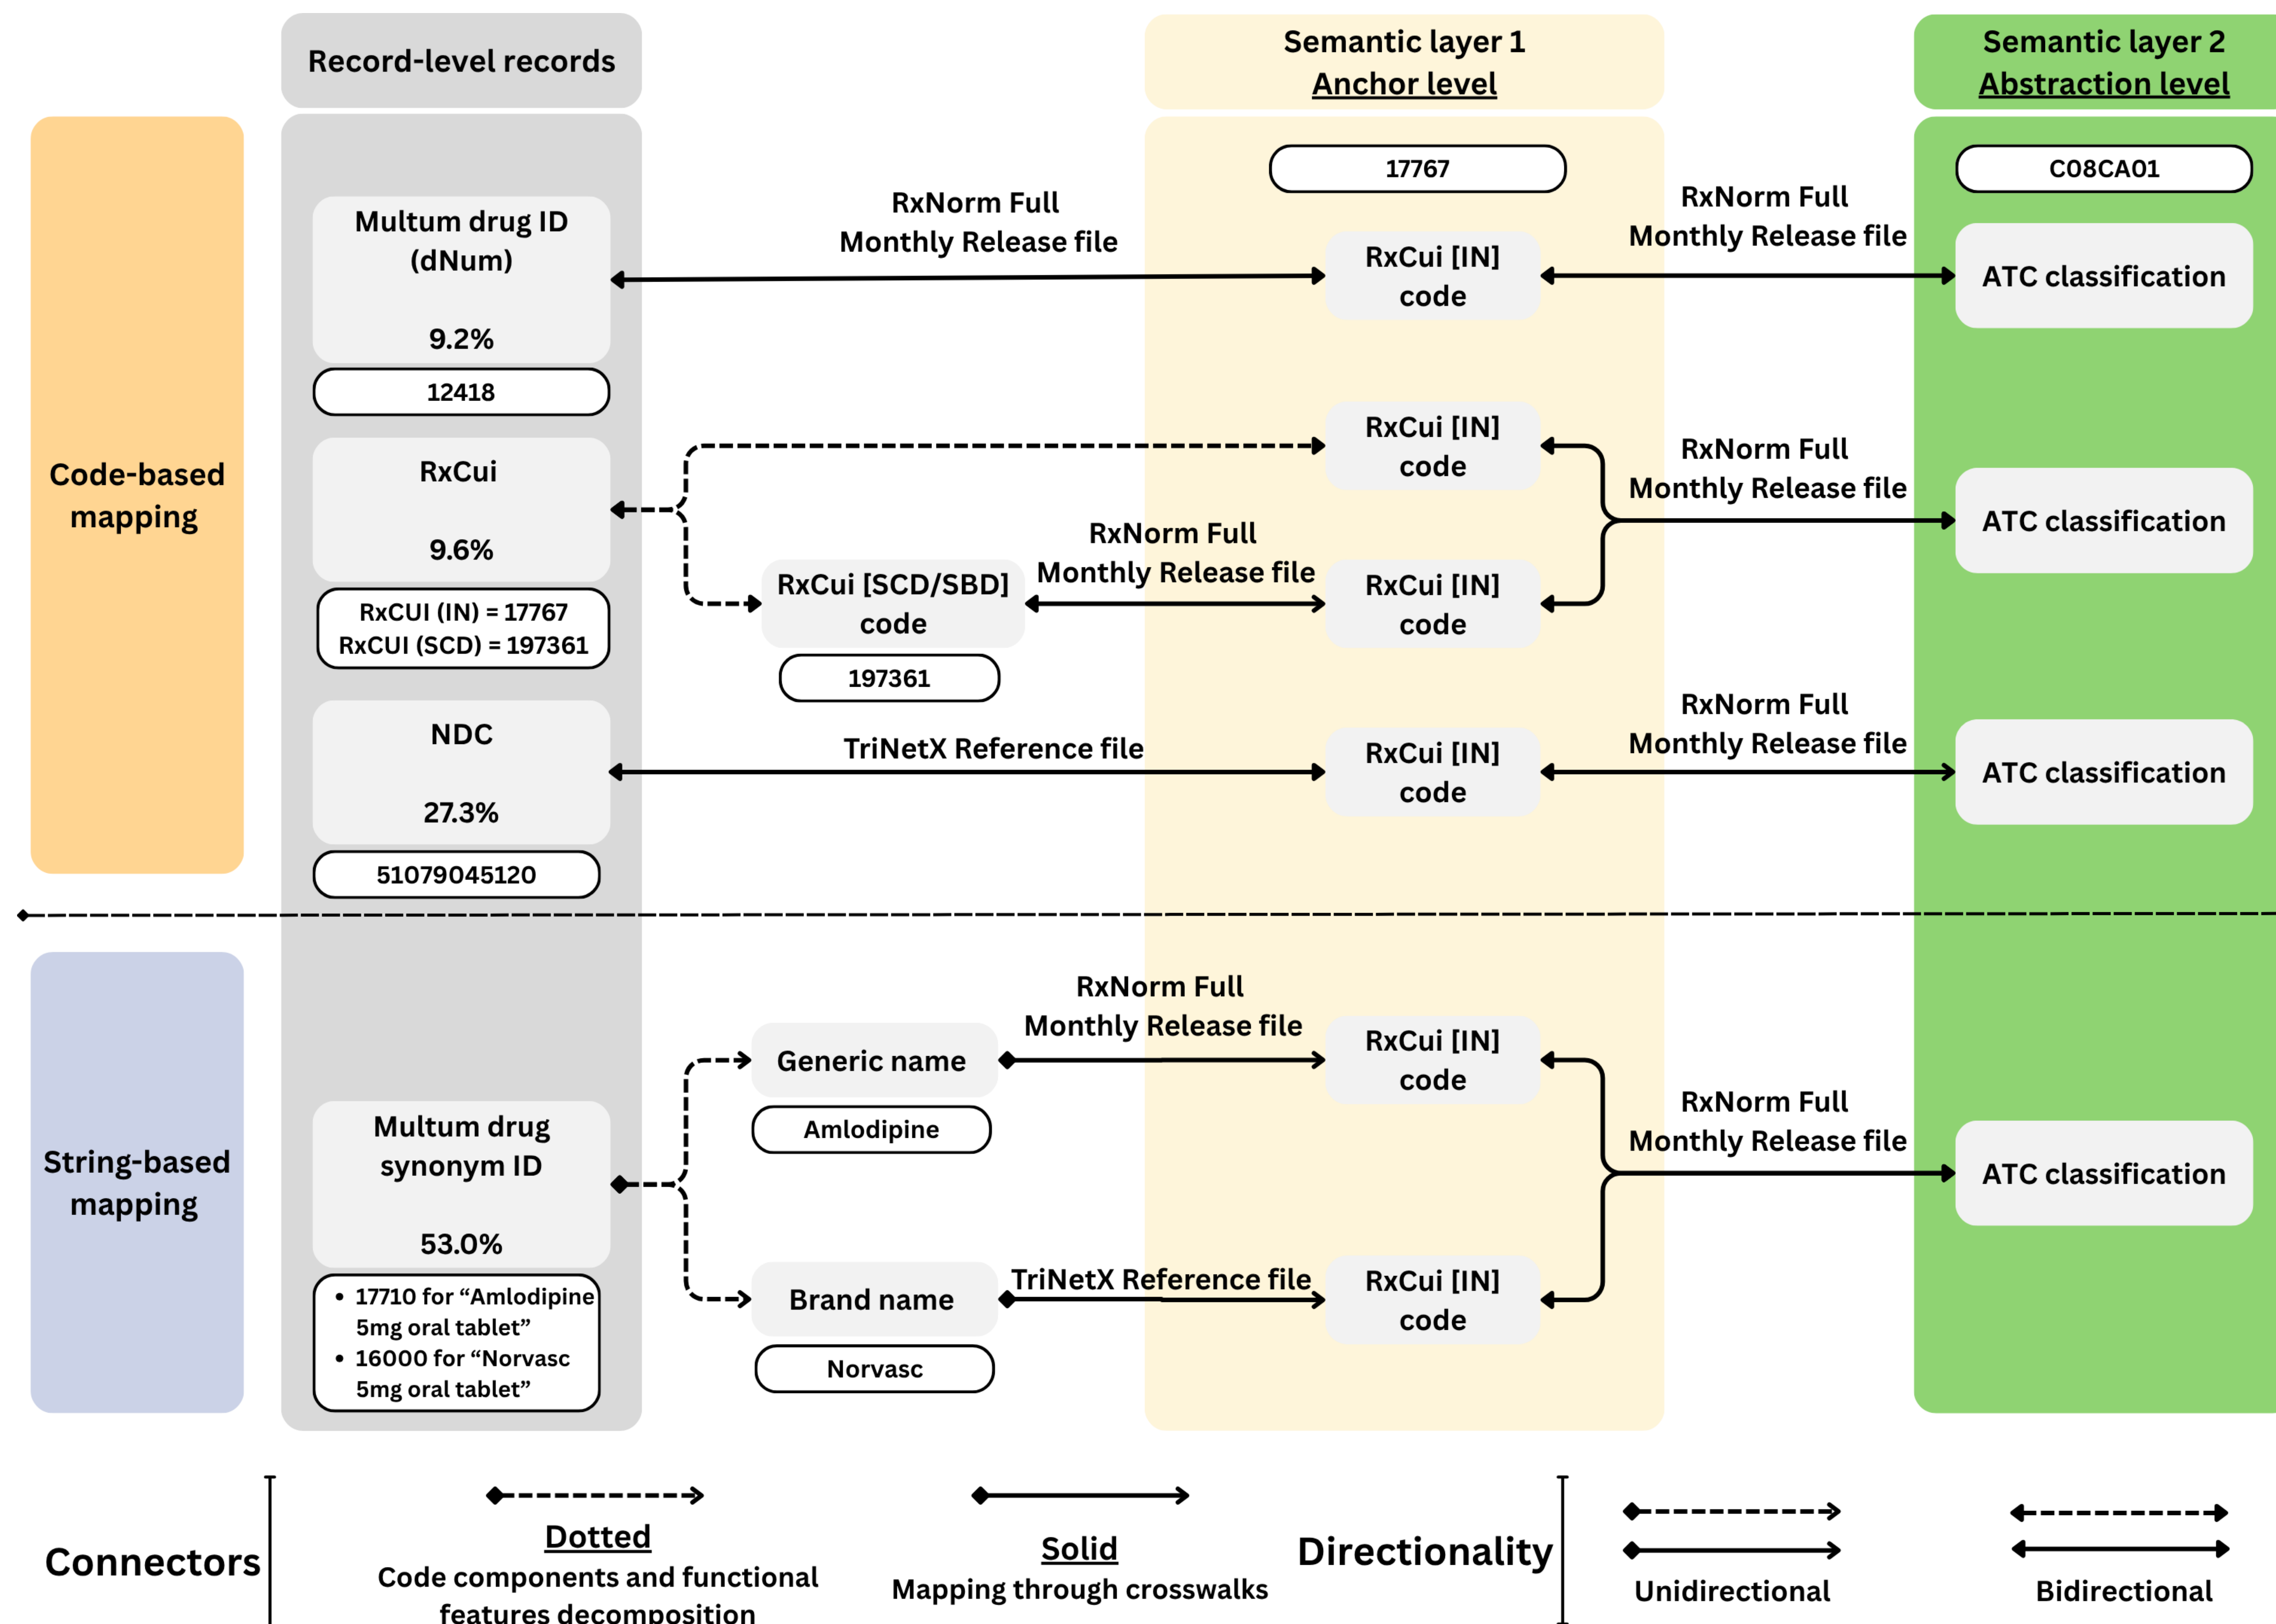 Record-level records
Semantic layer 1
Anchor level
Semantic layer 2
Abstraction level
Code-based
mapping
Multum drug ID
(dNum)
9.2%
12418
RxNorm Full
Monthly Release file
17767
RxCui [IN]
code
RxNorm Full
Monthly Release file
C08CA01
ATC classification
RxCui
9.6%
RxCUI (IN) = 17767
RxCUI (SCD) = 197361
RxCui [IN]
code
RxCui [SCD/SBD]
code
197361
RxNorm Full
Monthly Release file
RxCui [IN]
code
RxNorm Full
Monthly Release file
ATC classification
NDC
27.3%
51079045120
TriNetX Reference file
RxCui [IN]
code
RxNorm Full
Monthly Release file
ATC classification
String-based
mapping
Multum drug
synonym ID
53.0%
• 17710 for “Amlodipine
5mg oral tablet”
• 16000 for “Norvasc
5mg oral tablet”
Generic name
Amlodipine
RxNorm Full
Monthly Release file
RxCui [IN]
code
Brand name
Norvasc
TriNetX Reference file
RxCui [IN]
code
RxNorm Full
Monthly Release file
ATC classification
Connectors
Dotted
Code components and functional
features decomposition
Solid
Mapping through crosswalks
Directionality
Unidirectional
Bidirectional